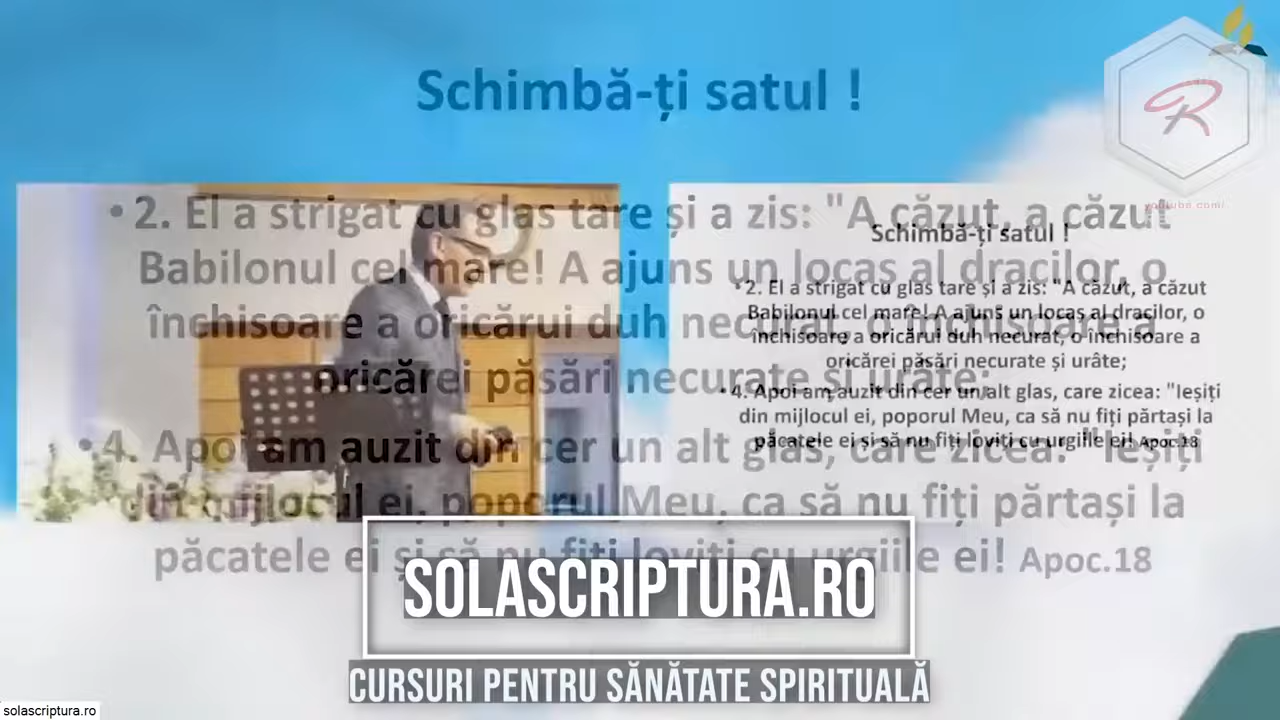 Schimbă-ți satul !
• 2. El a strigat cu glas tare și a zis: "A căzut, a căzut
Babilonul cel mare! A ajuns un locaș al dracilor, o
închisoare a oricărui duh necurat, o închisoare a
oricărei păsări necurate și urâte;
• 4. Apoi am auzit din cer un alt glas, care zicea: "Ieșiți
din mijlocul ei, poporul Meu, ca să nu fiți părtași la
păcatele ei și să nu fiți loviți cu urgiile ei! Apoc.18
Schimbă-ți satul !
• 2. El a strigat cu glas tare și a zis: "A căzut, a căzut
Babilonul cel mare! A ajuns un locaș al dracilor, o
închisoare a oricărui duh necurat, o închisoare a
oricărei păsări necurate și urâte;
• 4. Apoi am auzit din cer un alt glas, care zicea: "Ieșiți
din mijlocul ei, poporul Meu, ca să nu fiți părtași la
păcatele ei și să nu fiți loviți cu urgiile ei! Apoc.18
R
youtube.com/
SOLASCRIPTURA.RO
CURSURI PENTRU SĂNĂTATE SPIRITUALĂ
solascriptura.ro